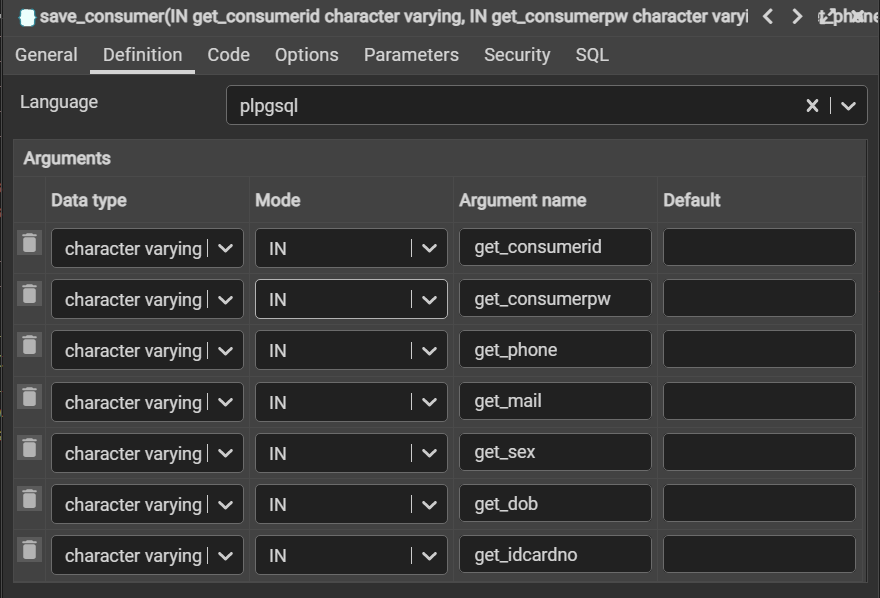 save_consumer(IN get_consumerid character varying, IN get_consumerpw character varyi
General Definition Code Options Parameters Security SQL
Language plpgsql
Arguments
Data type Mode Argument name Default
character varying IN get_consumerid
character varying IN get_consumerpw
character varying IN get_phone
character varying IN get_mail
character varying IN get_sex
character varying IN get_dob
character varying IN get_idcardno